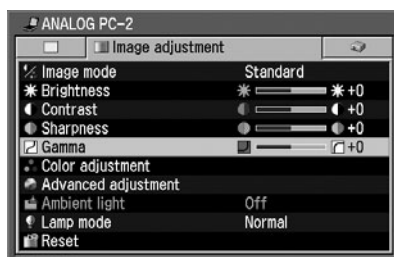 ANALOG PC-2
Image adjustment
Image mode Standard
Brightness +0
Contrast +0
Sharpness +0
Gamma +0
Color adjustment
Advanced adjustment
Ambient light Off
Lamp mode Normal
Reset